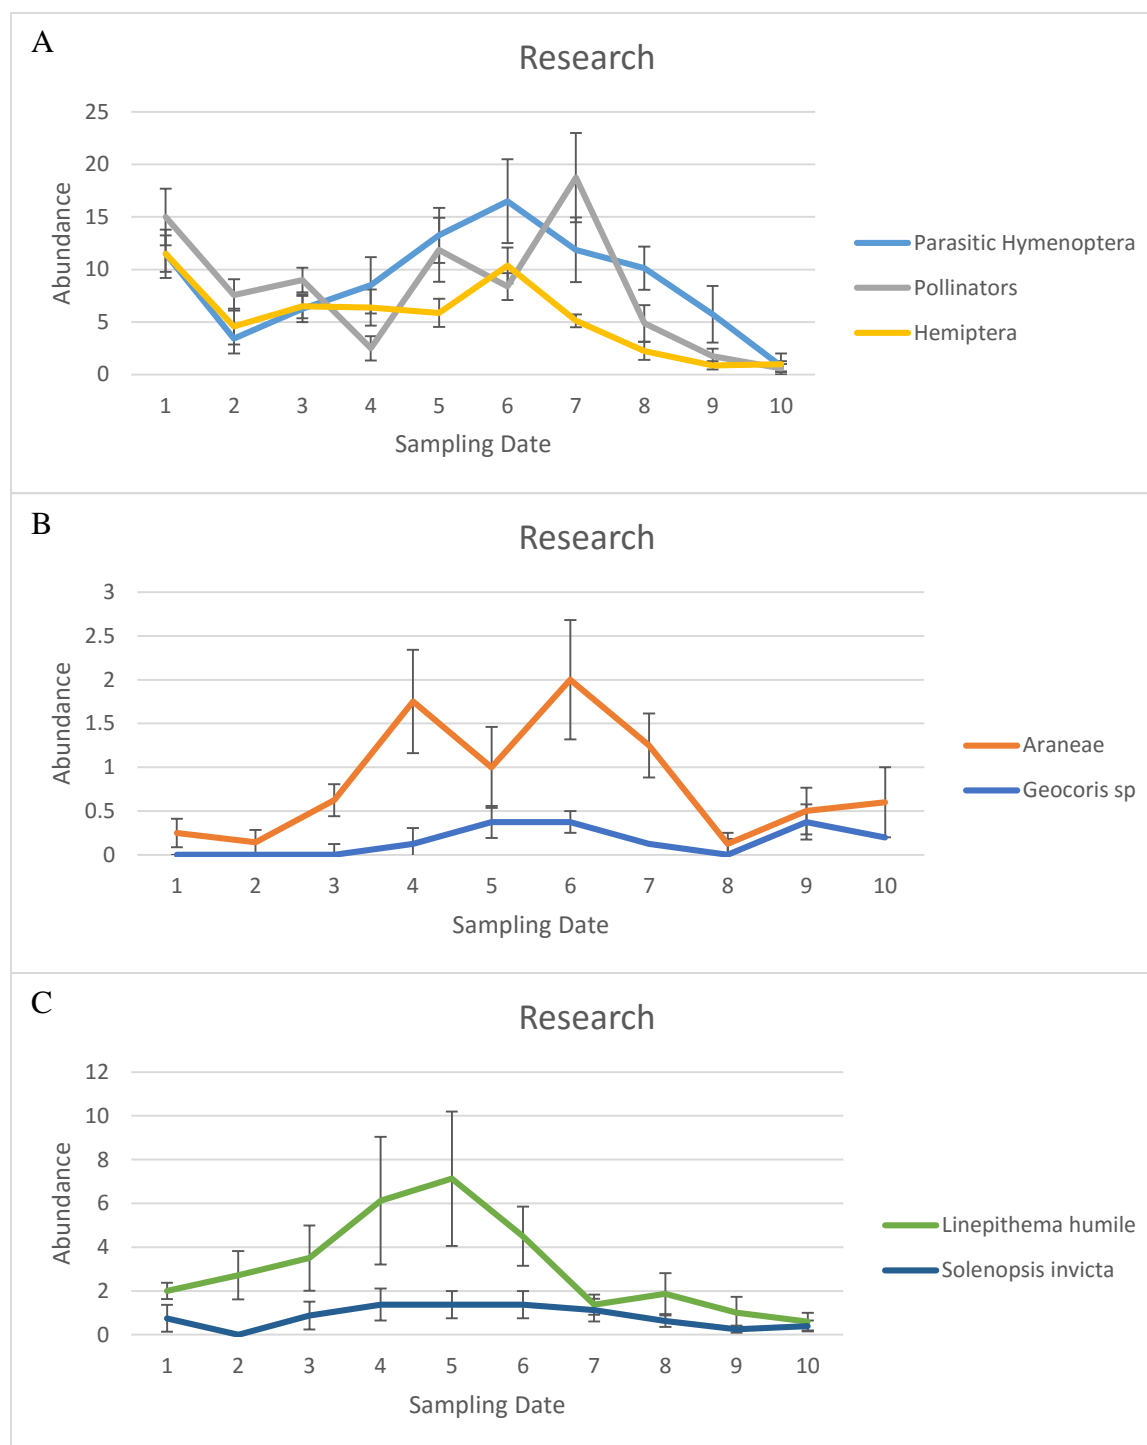 A
Research
25
20
15
10
5
0
Abundance
1 2 3 4 5 6 7 8 9 10
Sampling Date
Parasitic Hymenoptera
Pollinators
Hemiptera
B
Research
3
2.5
2
1.5
1
0.5
0
Abundance
1 2 3 4 5 6 7 8 9 10
Sampling Date
Araneae
Geocoris sp
C
Research
12
10
8
6
4
2
0
Abundance
1 2 3 4 5 6 7 8 9 10
Sampling Date
Linepithema humile
Solenopsis invicta